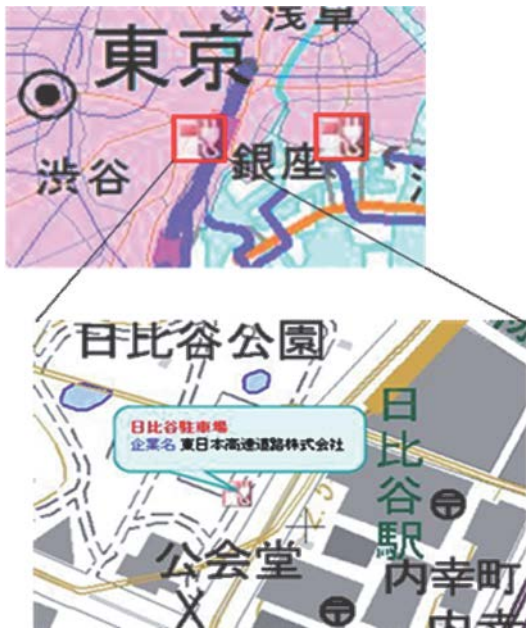 浅草
東京
渋谷
銀座
日比谷公園
日比谷駐車場
企業名 東日本高速道路株式会社
日比谷駅
公会堂
内幸町